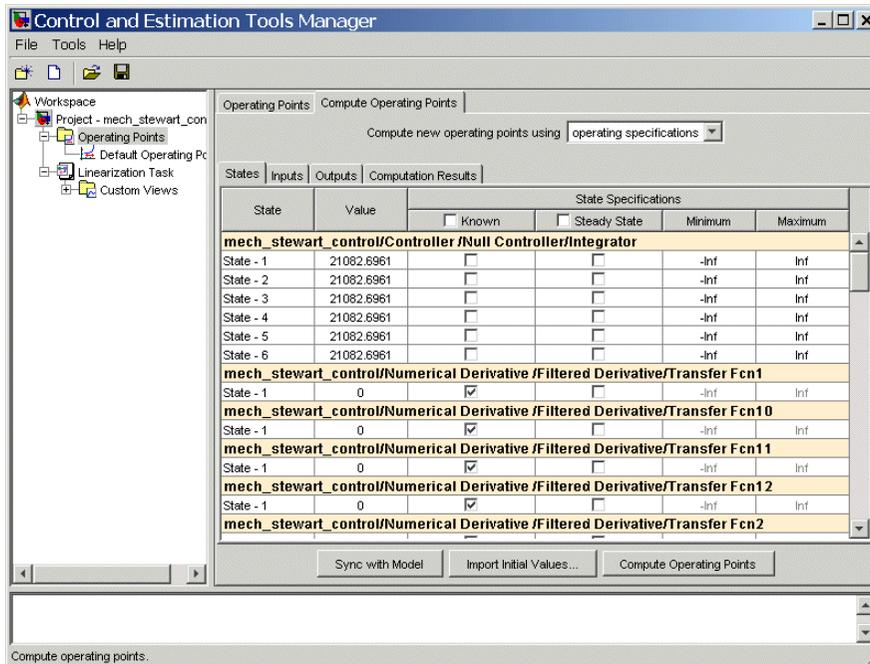 Control and Estimation Tools Manager
File Tools Help
Workspace
Project - mech_stewart_con
Operating Points
Default Operating Po
Linearization Task
Custom Views
Operating Points Compute Operating Points
Compute new operating points using operating specifications
States Inputs Outputs Computation Results
State Value State Specifications
Known Steady State Minimum Maximum
mech_stewart_control/Controller /Null Controller/Integrator
State - 1 21082.6961 -Inf Inf
State - 2 21082.6961 -Inf Inf
State - 3 21082.6961 -Inf Inf
State - 4 21082.6961 -Inf Inf
State - 5 21082.6961 -Inf Inf
State - 6 21082.6961 -Inf Inf
mech_stewart_control/Numerical Derivative /Filtered Derivative/Transfer Fcn1
State - 1 0 -Inf Inf
mech_stewart_control/Numerical Derivative /Filtered Derivative/Transfer Fcn10
State - 1 0 -Inf Inf
mech_stewart_control/Numerical Derivative /Filtered Derivative/Transfer Fcn11
State - 1 0 -Inf Inf
mech_stewart_control/Numerical Derivative /Filtered Derivative/Transfer Fcn12
State - 1 0 -Inf Inf
mech_stewart_control/Numerical Derivative /Filtered Derivative/Transfer Fcn2
Sync with Model Import Initial Values... Compute Operating Points
Compute operating points.